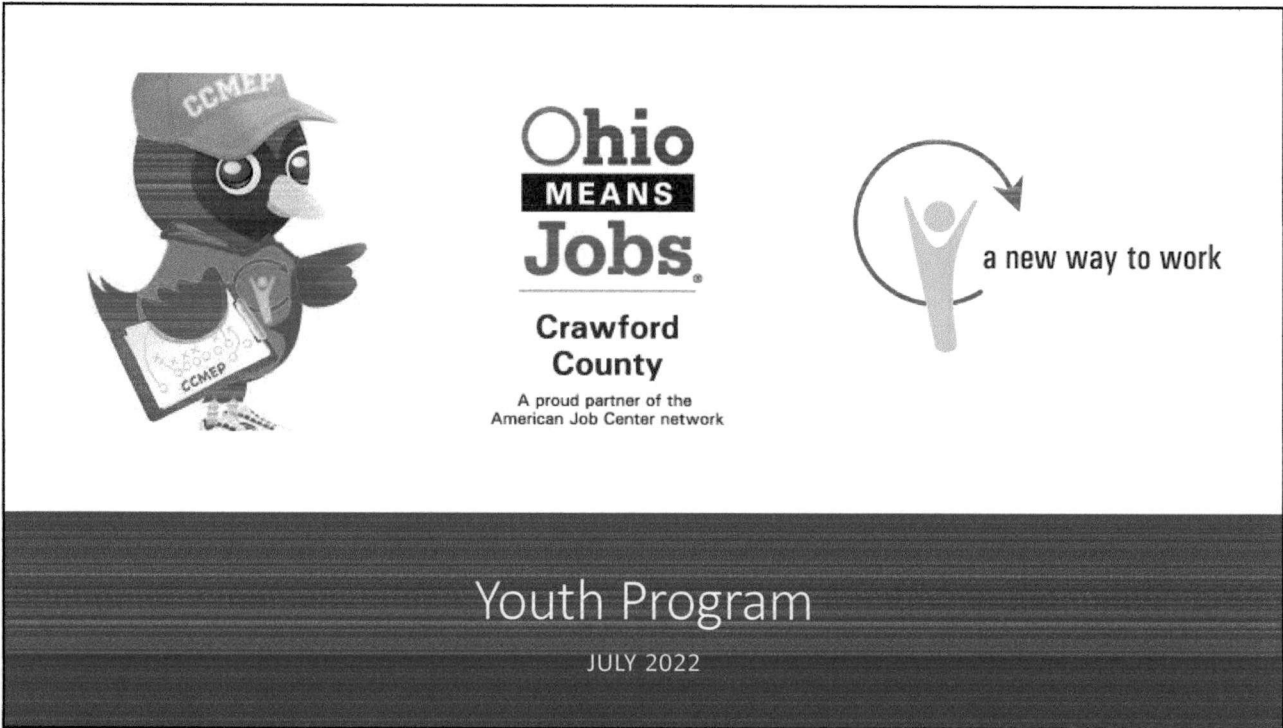 CCMEP
CCMEP
Ohio
MEANS
Jobs®
Crawford
County
A proud partner of the
American Job Center network
a new way to work
Youth Program
JULY 2022